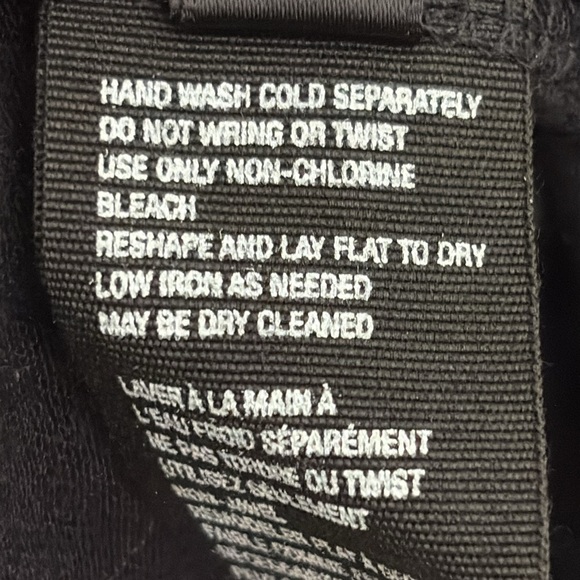 HAND WASH COLD SEPARATELY
DO NOT WRING OR TWIST
USE ONLY NON-CHLORINE
BLEACH
RESHAPE AND LAY FLAT TO DRY
LOW IRON AS NEEDED
MAY BE DRY CLEANED
LAVER À LA MAIN À
L'EAU FROID SÉPARÉMENT
NE PAS TORDRE OU TWIST
UTILISEZ SEULEMENT